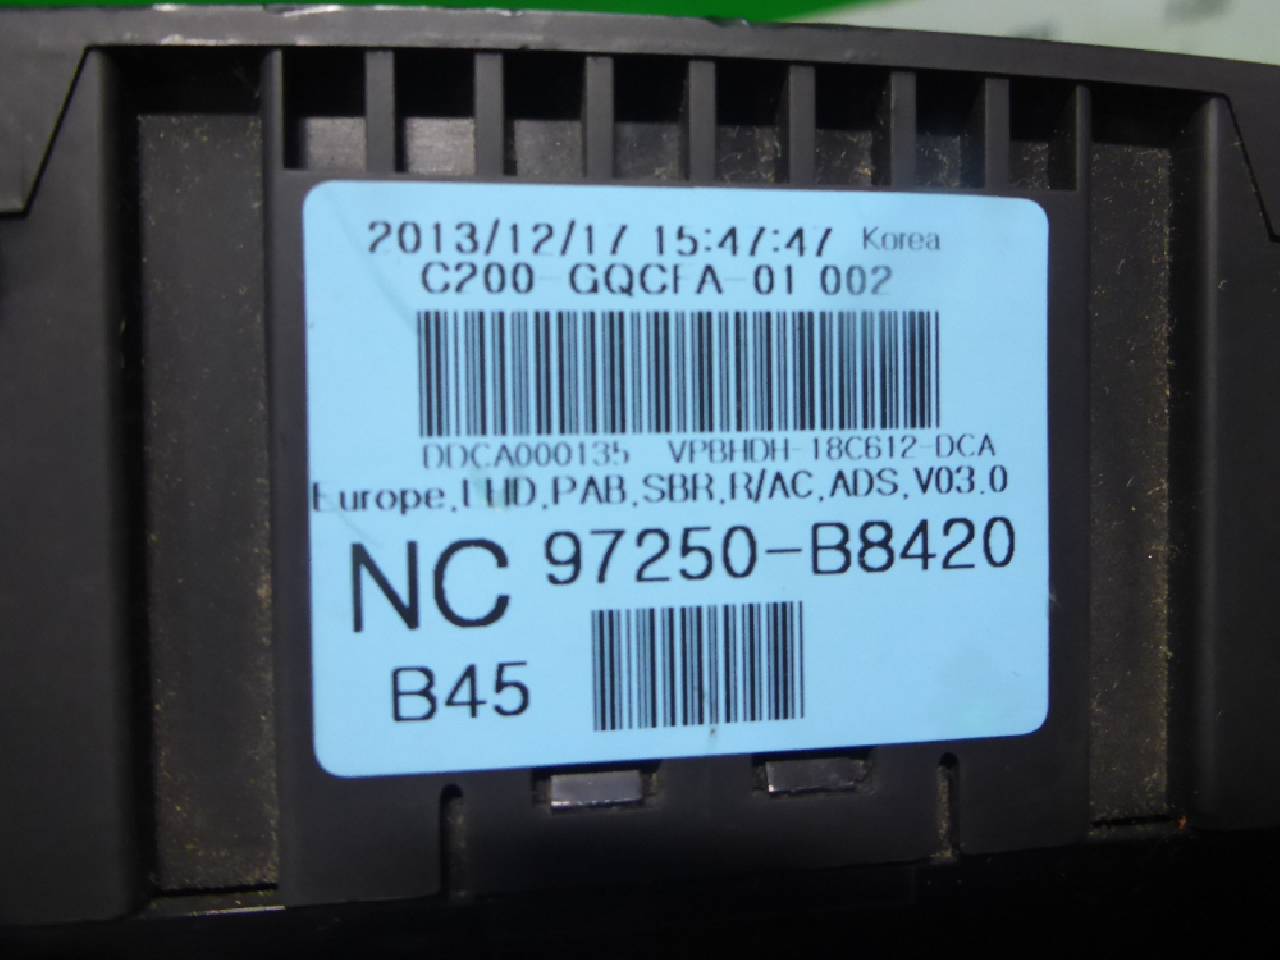 2013/12/17 15:47:47 Korea
C200-GQCFA-01 002
DDCA000135 VPBHDH-18C612-DCA
Europe,LHD,PAB,SBR,R/AC,ADS,V03.0
NC 97250-B8420
B45